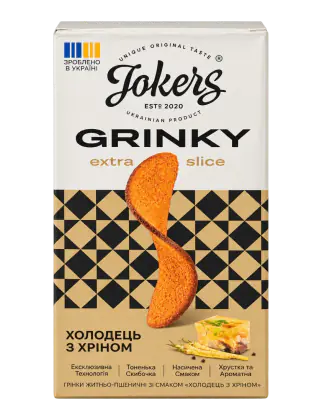 ЗРОБЛЕНО
В УКРАЇНІ
UNIQUE ORIGINAL TASTE
Jokers
ESTD 2020
UKRAINIAN PRODUCT
GRINKY
extra slice
ХОЛОДЕЦЬ
З ХРІНОМ
Ексклюзивна Технологія
Тоненька Скибочка
Насичена Смаком
Хрустка та Ароматна
ГРІНКИ ЖИТНЬО-ПШЕНИЧНІ ЗІ СМАКОМ «ХОЛОДЕЦЬ З ХРІНОМ»